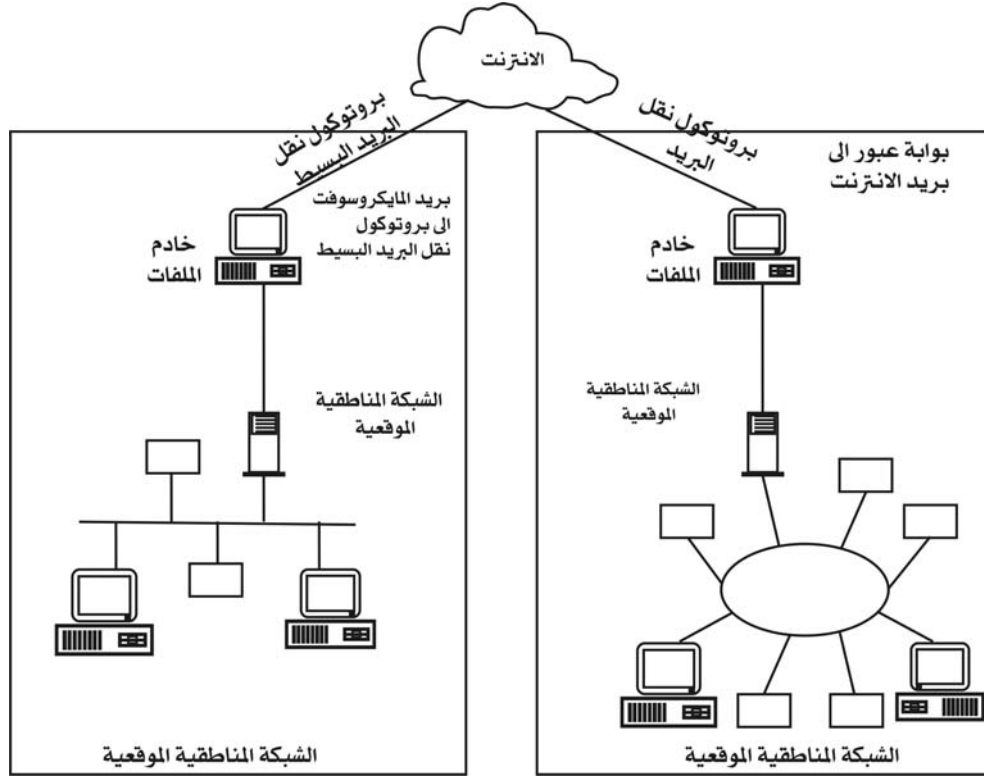 الانترنت
بروتوكول نقل
البريد
بوابة عبور الى
بريد الانترنت
خادم
الملفات
الشبكة المناطقية
الموقعية
الشبكة المناطقية الموقعية
بروتوكول نقل
البريد البسيط
بريد المايكروسوفت
الى بروتوكول
نقل البريد البسيط
خادم
الملفات
الشبكة المناطقية
الموقعية
الشبكة المناطقية الموقعية